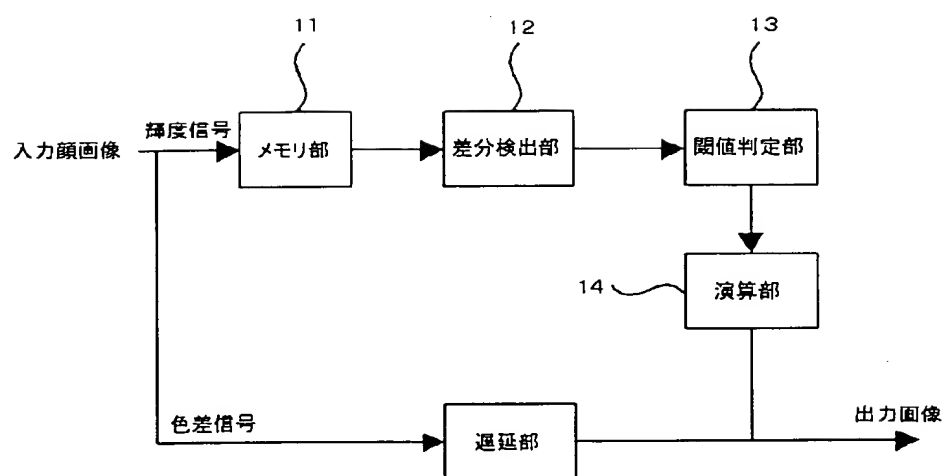 11
12
13
輝度信号
入力顔画像
メモリ部
差分検出部
閾値判定部
14
演算部
色差信号
遅延部
出力画像